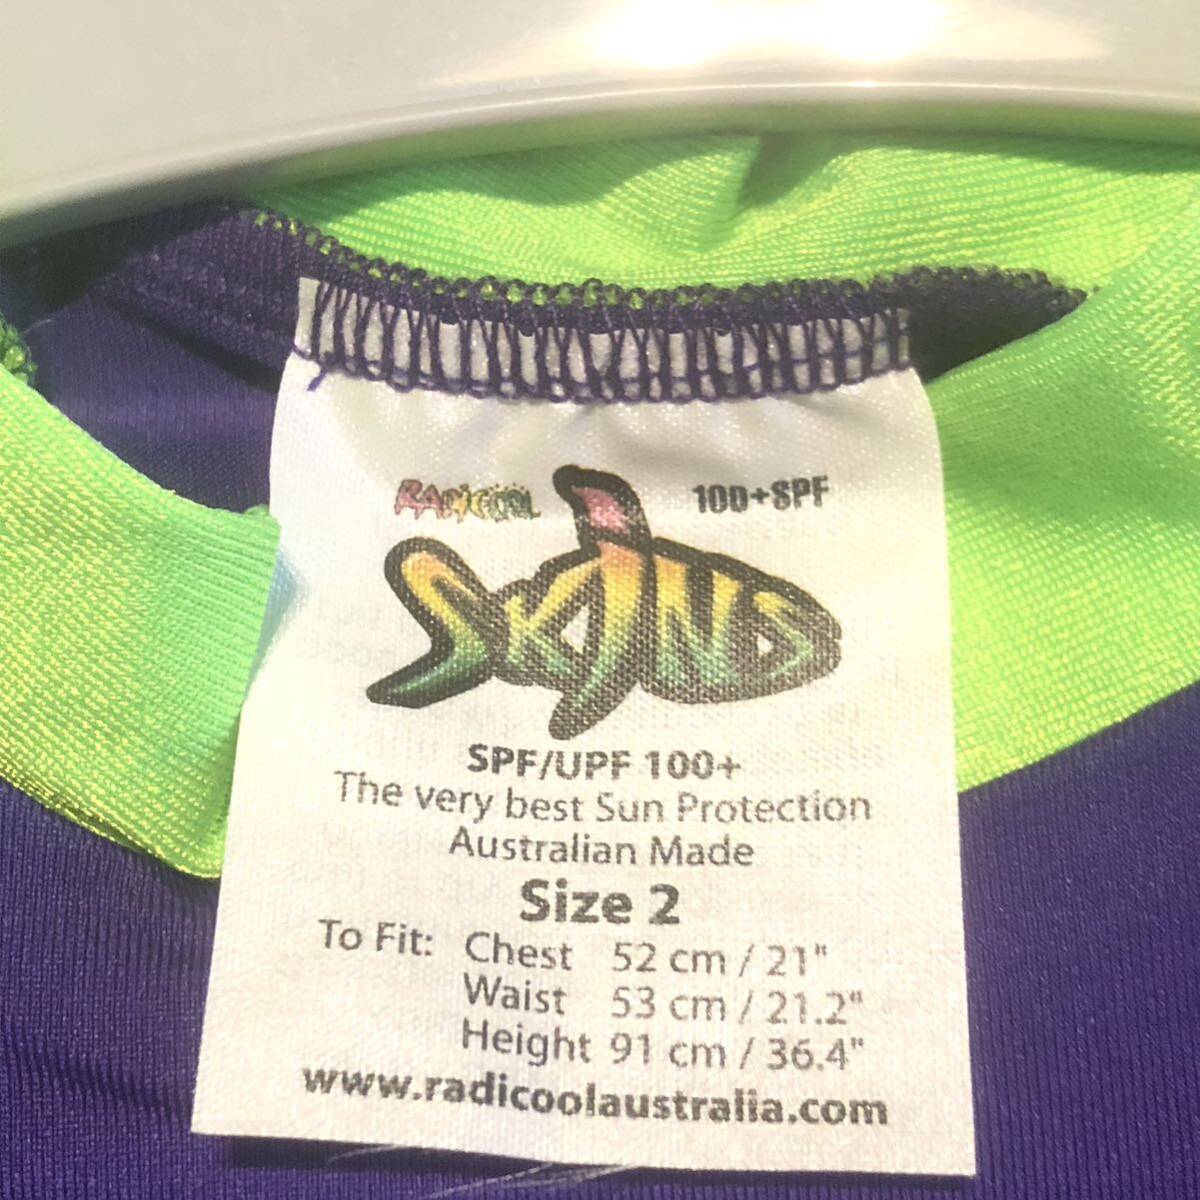 RADICOOL 100+SPF
SKINS
SPF/UPF 100+
The very best Sun Protection
Australian Made
Size 2
To Fit: Chest 52 cm / 21"
Waist 53 cm / 21.2"
Height 91 cm / 36.4"
www.radicoolaustralia.com